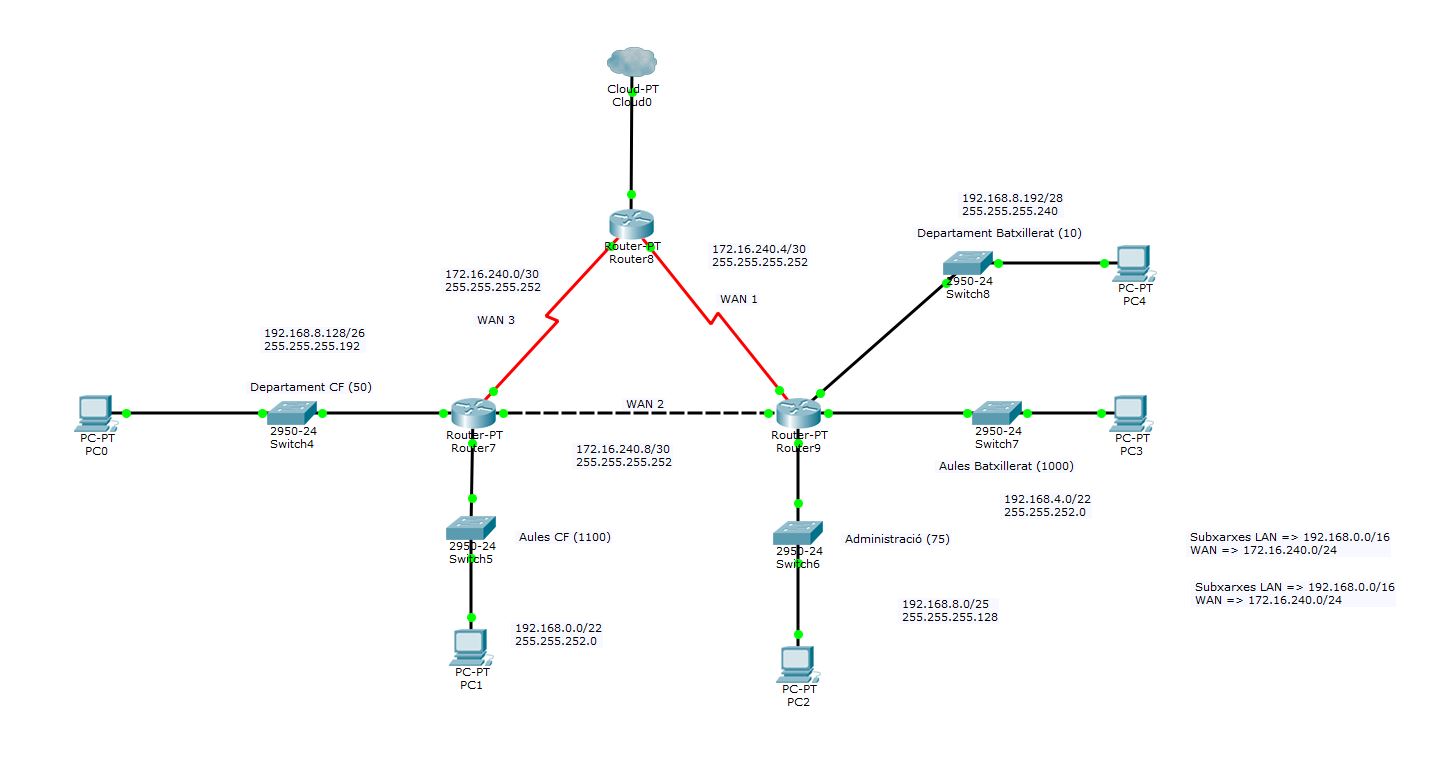 Cloud-PT
Cloud0
192.168.8.192/28
255.255.255.240
Departament Batxillerat (10)
Router-PT
Router8
172.16.240.4/30
255.255.255.252
172.16.240.0/30
255.255.255.252
2950-24
Switch8
PC-PT
PC4
WAN 1
WAN 3
192.168.8.128/26
255.255.255.192
Departament CF (50)
WAN 2
PC-PT
PC0
2950-24
Switch4
Router-PT
Router7
Router-PT
Router9
2950-24
Switch7
PC-PT
PC3
172.16.240.8/30
255.255.255.252
Aules Batxillerat (1000)
192.168.4.0/22
255.255.252.0
Aules CF (1100)
Administració (75)
2950-24
Switch5
2950-24
Switch6
Subxarxes LAN => 192.168.0.0/16
WAN => 172.16.240.0/24
Subxarxes LAN => 192.168.0.0/16
WAN => 172.16.240.0/24
192.168.8.0/25
255.255.255.128
192.168.0.0/22
255.255.252.0
PC-PT
PC1
PC-PT
PC2